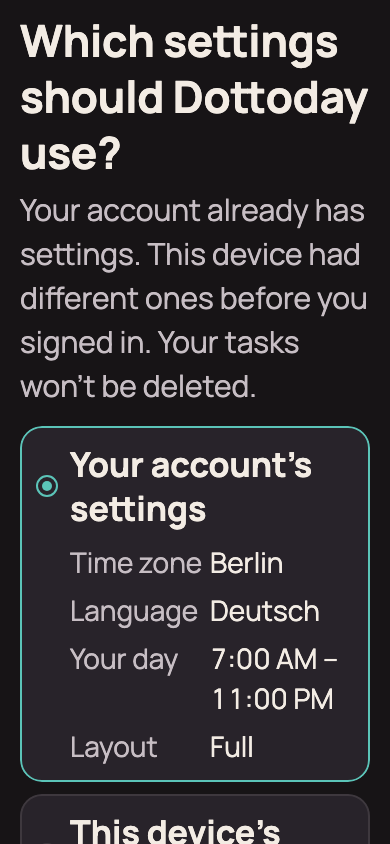 Which settings
should Dottoday
use?
Your account already has
settings. This device had
different ones before you
signed in. Your tasks
won’t be deleted.
Your account’s
settings
Time zone Berlin
Language Deutsch
Your day 7:00 AM –
11:00 PM
Layout Full
This device’s